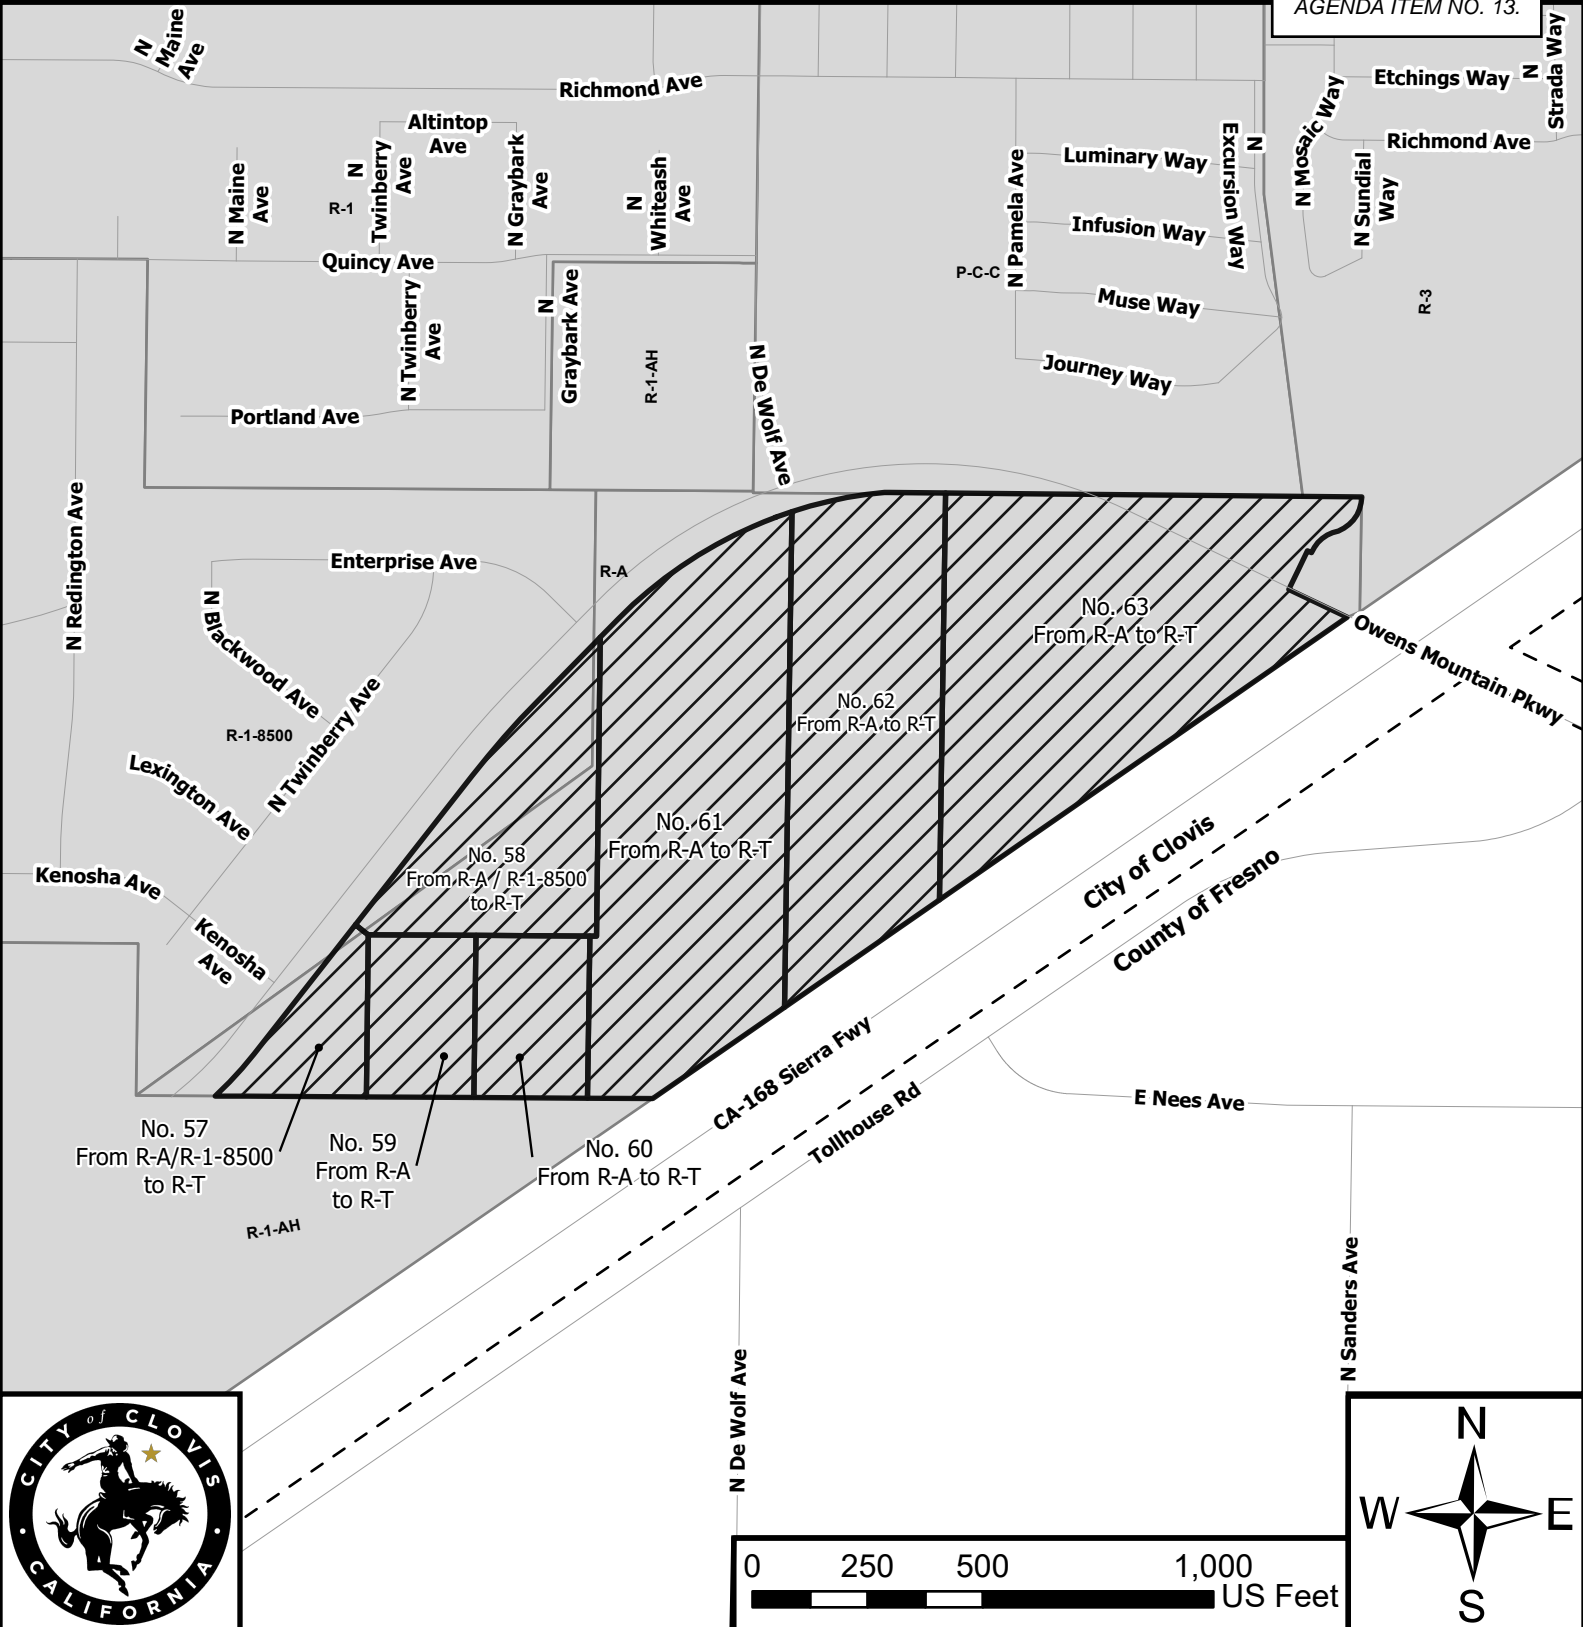 AGENDA ITEM NO. 13.
N
Maine
Ave
Richmond Ave
Etchings Way
N
Strada Way
Altintop
Ave
N
Twinberry
Ave
N Graybark
Ave
N Maine
Ave
R-1
N
Whiteash
Ave
Quincy Ave
N Pamela Ave
Luminary Way
Infusion Way
Muse Way
Journey Way
P-C-C
N
Excursion Way
N Mosaic Way
Richmond Ave
N Sundial
Way
R-3
N Twinberry
Ave
N
Graybark Ave
R-1-AH
N De Wolf Ave
Portland Ave
N Redington Ave
Enterprise Ave
R-A
N Blackwood Ave
R-1-8500
N Twinberry Ave
Lexington Ave
Kenosha Ave
Kenosha
Ave
No. 63
From R-A to R-T
No. 62
From R-A to R-T
No. 61
From R-A to R-T
No. 58
From R-A / R-1-8500
to R-T
Owens Mountain Pkwy
City of Clovis
County of Fresno
CA-168 Sierra Fwy
Tollhouse Rd
E Nees Ave
No. 57
From R-A/R-1-8500
to R-T
No. 59
From R-A
to R-T
No. 60
From R-A to R-T
R-1-AH
N De Wolf Ave
N Sanders Ave
CITY of CLOVIS
CALIFORNIA
0 250 500 1,000
US Feet
N
W E
S